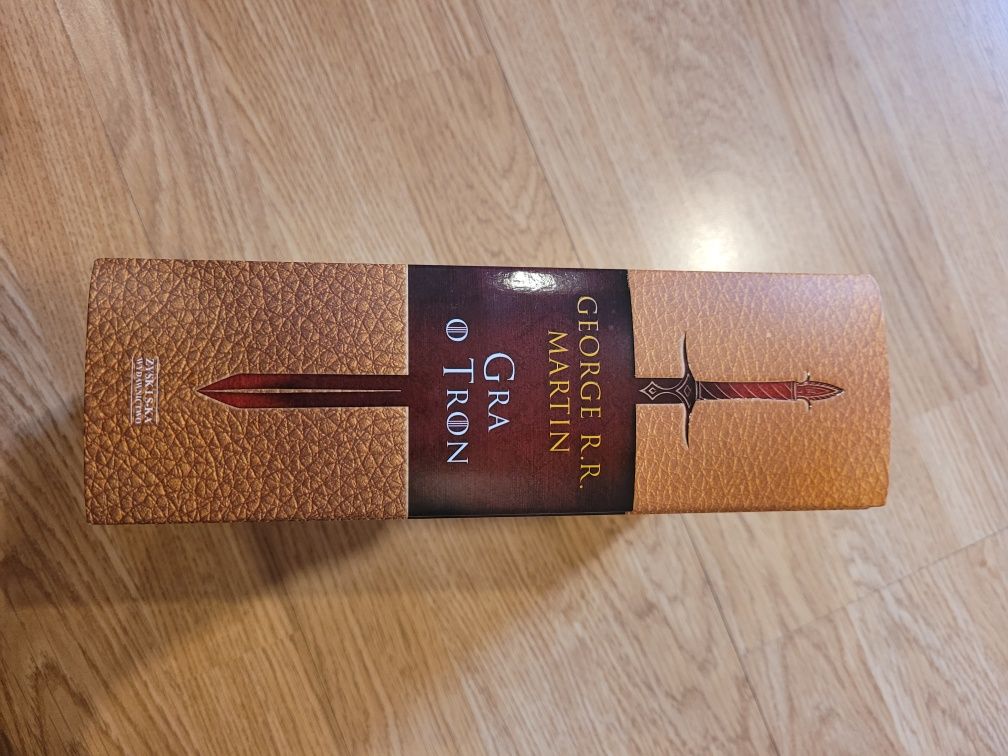 GEORGE R.R.
MARTIN
GRA
O TRON
ZYSK I S-KA
WYDAWNICTWO